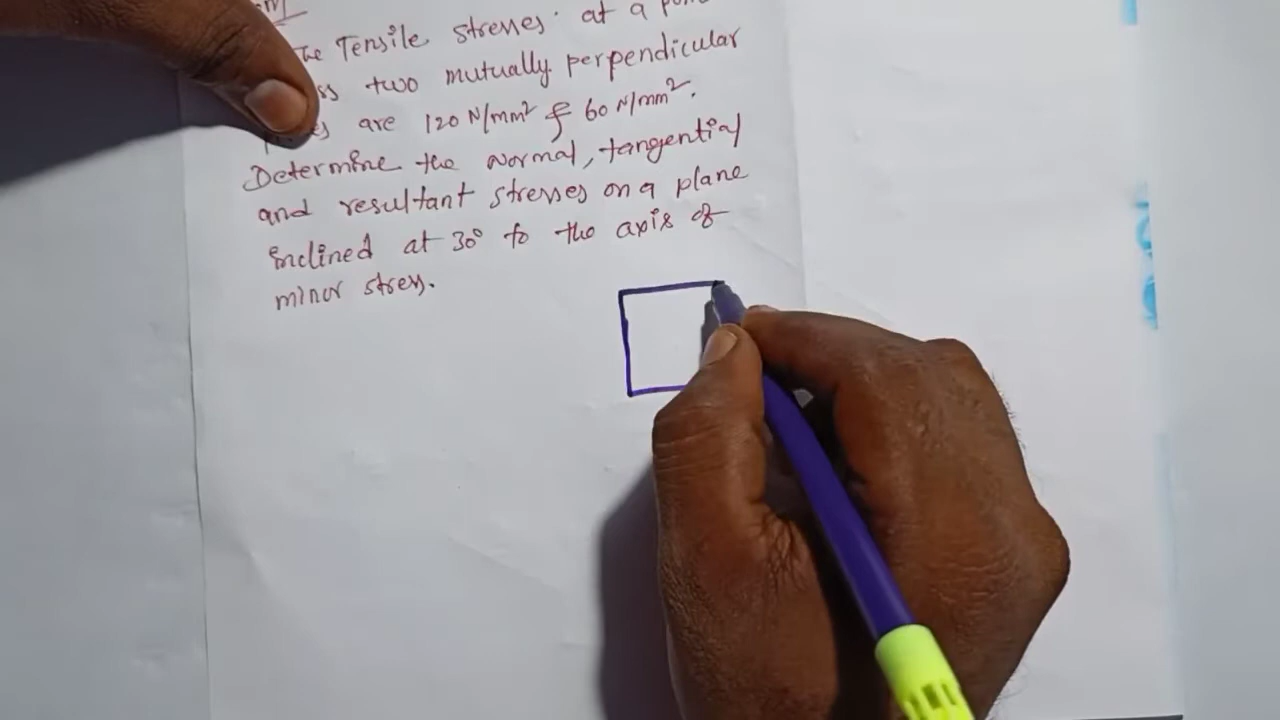 The Tensile stresses at a
two mutually perpendicular
are 120 N/mm² & 60 N/mm².
Determine the normal, tangential
and resultant stresses on a plane
inclined at 30° to the axis of
minor stress.